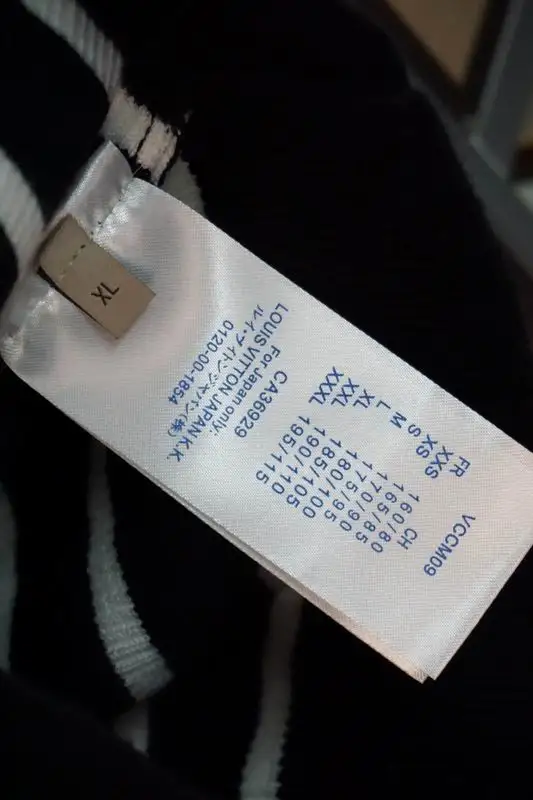 XL
VCCM09
FR CH
XXS 160/80
XS 165/85
S 170/90
M 175/95
L 180/100
XL 185/105
XXL 190/110
XXXL 195/115
CA36929
For Japan only:
LOUIS VITTON JAPAN K.K.
ルイ・ヴィトンジャパン(株)
0120-00-1854